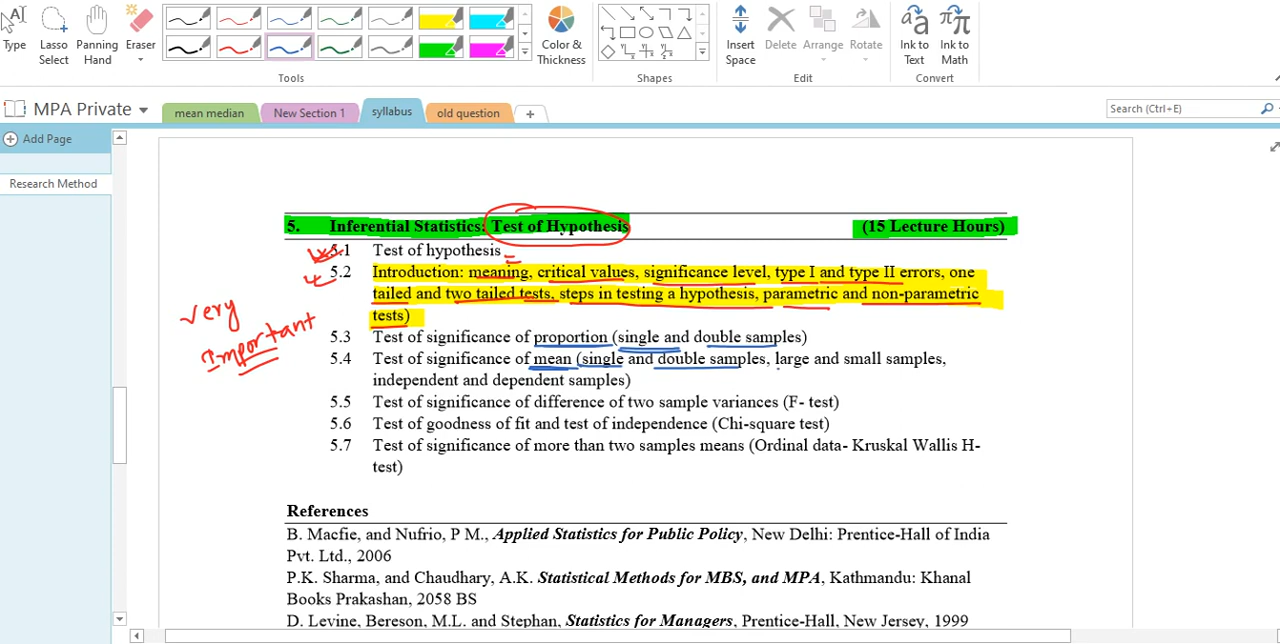 Type
Lasso
Select
Panning
Hand
Eraser
Color &
Thickness
Insert
Space
Delete
Arrange
Rotate
Ink to
Text
Ink to
Math
Tools
Shapes
Edit
Convert
MPA Private
mean median
New Section 1
syllabus
old question
Search (Ctrl+E)
Add Page
Research Method
5. Inferential Statistics: Test of Hypothesis (15 Lecture Hours)
5.1 Test of hypothesis
5.2 Introduction: meaning, critical values, significance level, type I and type II errors, one
tailed and two tailed tests, steps in testing a hypothesis, parametric and non-parametric
tests)
very
Important
5.3 Test of significance of proportion (single and double samples)
5.4 Test of significance of mean (single and double samples, large and small samples,
independent and dependent samples)
5.5 Test of significance of difference of two sample variances (F- test)
5.6 Test of goodness of fit and test of independence (Chi-square test)
5.7 Test of significance of more than two samples means (Ordinal data- Kruskal Wallis H-
test)
References
B. Macfie, and Nufrio, P M., Applied Statistics for Public Policy, New Delhi: Prentice-Hall of India
Pvt. Ltd., 2006
P.K. Sharma, and Chaudhary, A.K. Statistical Methods for MBS, and MPA, Kathmandu: Khanal
Books Prakashan, 2058 BS
D. Levine, Bereson, M.L. and Stephan, Statistics for Managers, Prentice-Hall, New Jersey, 1999